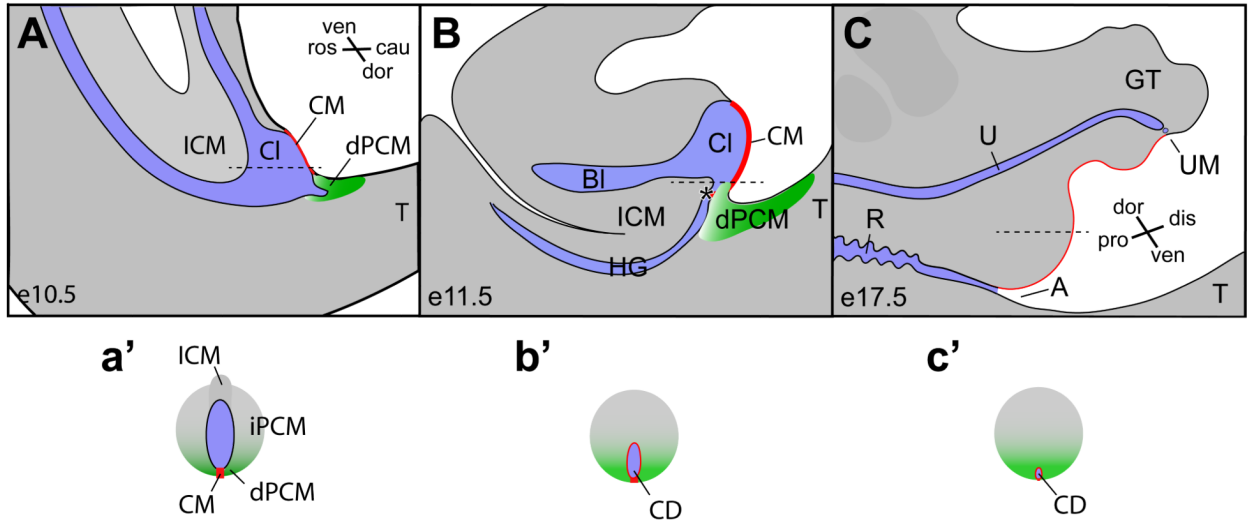 A
ven
ros cau
dor
CM
ICM
Cl
dPCM
T
e10.5
B
Cl
CM
Bl
*
ICM
dPCM
T
HG
e11.5
C
GT
U
UM
dor
dis
pro
ven
R
A
T
e17.5
a’
ICM
iPCM
CM
dPCM
b’
CD
c’
CD